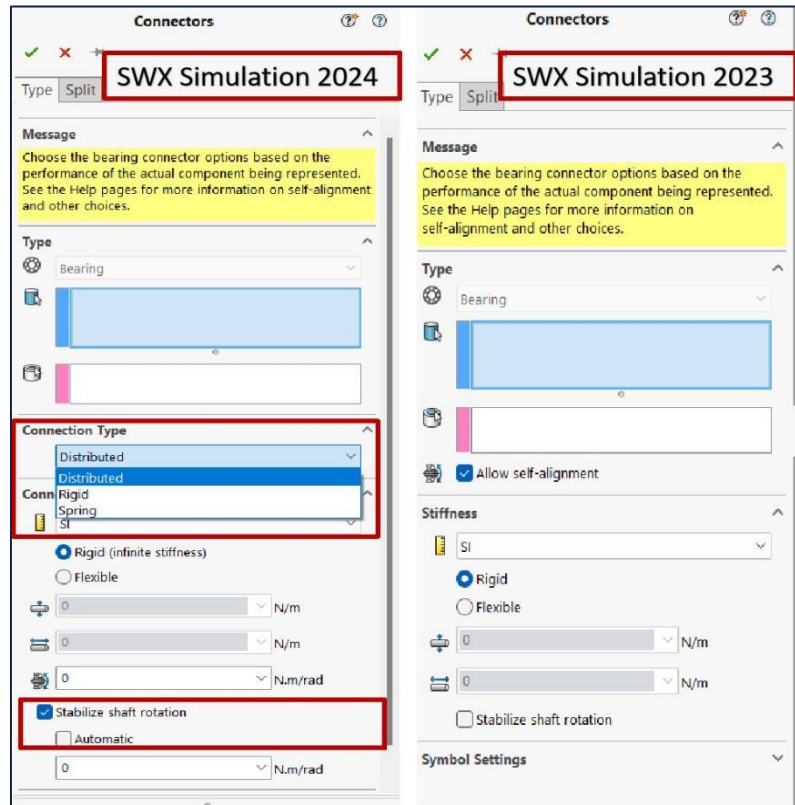 Connectors
SWX Simulation 2024
Type
Split
Message
Choose the bearing connector options based on the
performance of the actual component being represented.
See the Help pages for more information on self-alignment
and other choices.
Type
Bearing
Connection Type
Distributed
Distributed
Rigid
Spring
Conn
SI
Rigid (infinite stiffness)
Flexible
0
N/m
0
N/m
0
N.m/rad
Stabilize shaft rotation
Automatic
0
N.m/rad
Connectors
SWX Simulation 2023
Type
Split
Message
Choose the bearing connector options based on the
performance of the actual component being represented.
See the Help pages for more information on
self-alignment and other choices.
Type
Bearing
Allow self-alignment
Stiffness
SI
Rigid
Flexible
0
N/m
0
N/m
Stabilize shaft rotation
Symbol Settings